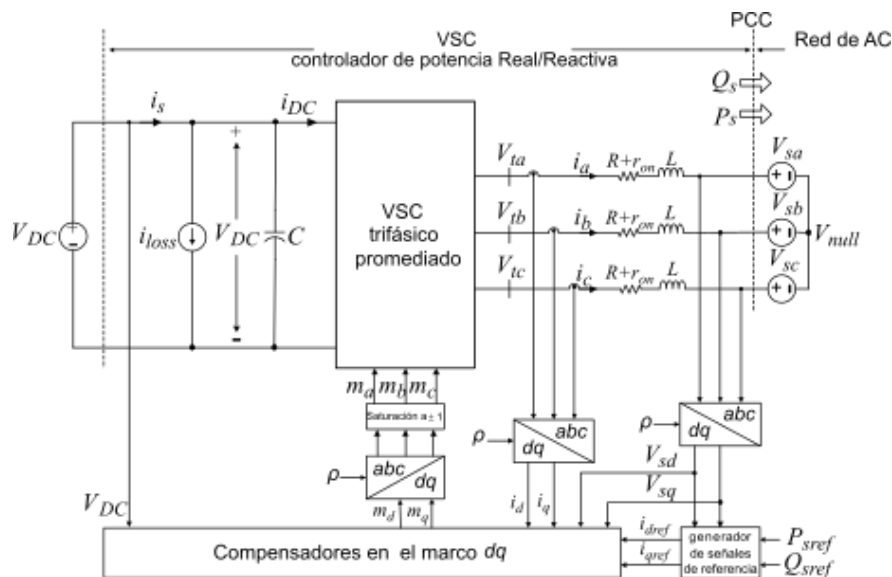 VSC
controlador de potencia Real/Reactiva
PCC
Red de AC
Q_s
P_s
i_s
i_DC
V_DC
i_loss
+
V_DC
-
C
VSC
trifásico
promediado
V_ta
i_a
R+r_on
L
V_sa
V_tb
i_b
R+r_on
L
V_sb
V_null
V_tc
i_c
R+r_on
L
V_sc
m_a
m_b
m_c
Saturación a ± 1
ρ
abc
dq
m_d
m_q
ρ
abc
dq
i_d
i_q
ρ
abc
dq
V_sd
V_sq
V_DC
Compensadores en el marco dq
i_dref
i_qref
generador
de señales
de referencia
P_sref
Q_sref